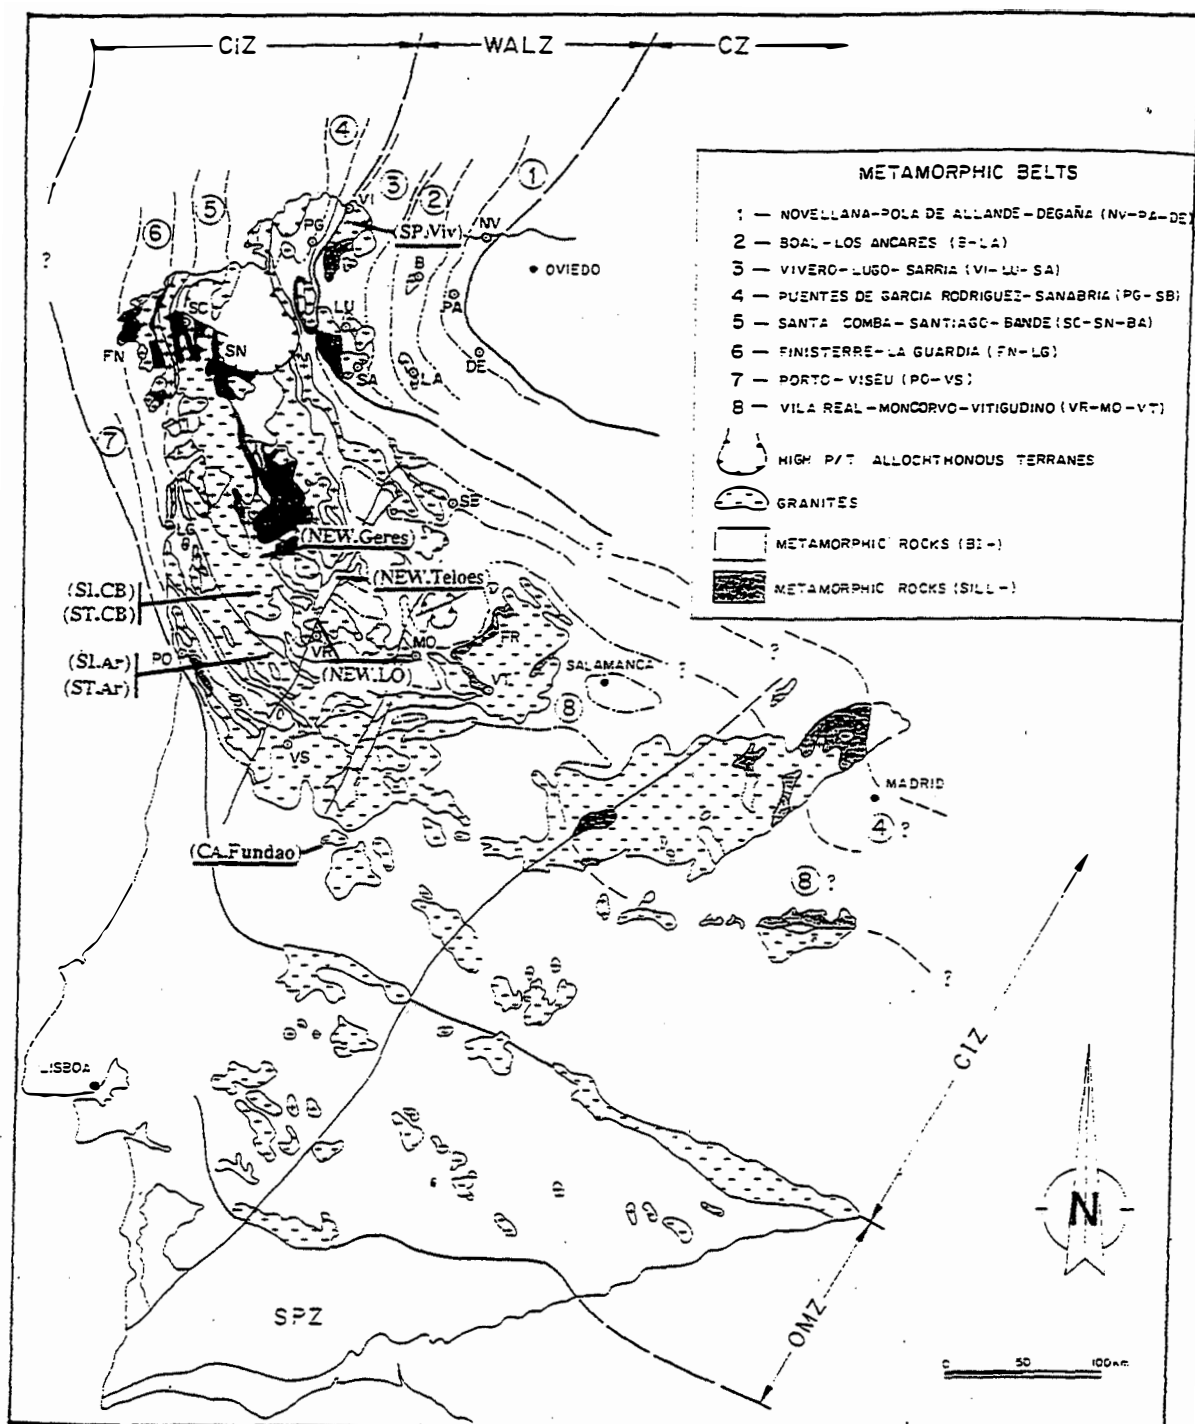 CIZ WALZ CZ
4
3
2
1
5
6
?
VI
PG
(SP.Viv)
NV
B
OVIEDO
SC
LU
PA
FN
SN
SA
LA
DE
7
SE
LG
(NEW.Geres)
?
(NEW.Teloes)
(SI.CB)
(ST.CB)
FR
VR
MO
(SI.Ar)
(ST.Ar)
PO
(NEW.LO)
VT
SALAMANCA
?
?
8
VS
MADRID
4 ?
(CA.Fundao)
8 ?
?
CIZ
LISBOA
SPZ
OMZ
N
0 50 100 Km
METAMORPHIC BELTS
1 — NOVELLANA-POLA DE ALLANDE-DEGAÑA (NV-PA-DE)
2 — BOAL-LOS ANCARES (B-LA)
3 — VIVERO-LUGO-SARRIA (VI-LU-SA)
4 — PUENTES DE GARCIA RODRIGUEZ-SANABRIA (PG-SB)
5 — SANTA COMBA-SANTIAGO-BANDE (SC-SN-BA)
6 — FINISTERRE-LA GUARDIA (FN-LG)
7 — PORTO-VISEU (PO-VS)
8 — VILA REAL-MONCORVO-VITIGUDINO (VR-MO-VT)
HIGH P/T ALLOCHTHONOUS TERRANES
GRANITES
METAMORPHIC ROCKS (BI-)
METAMORPHIC ROCKS (SILL-)